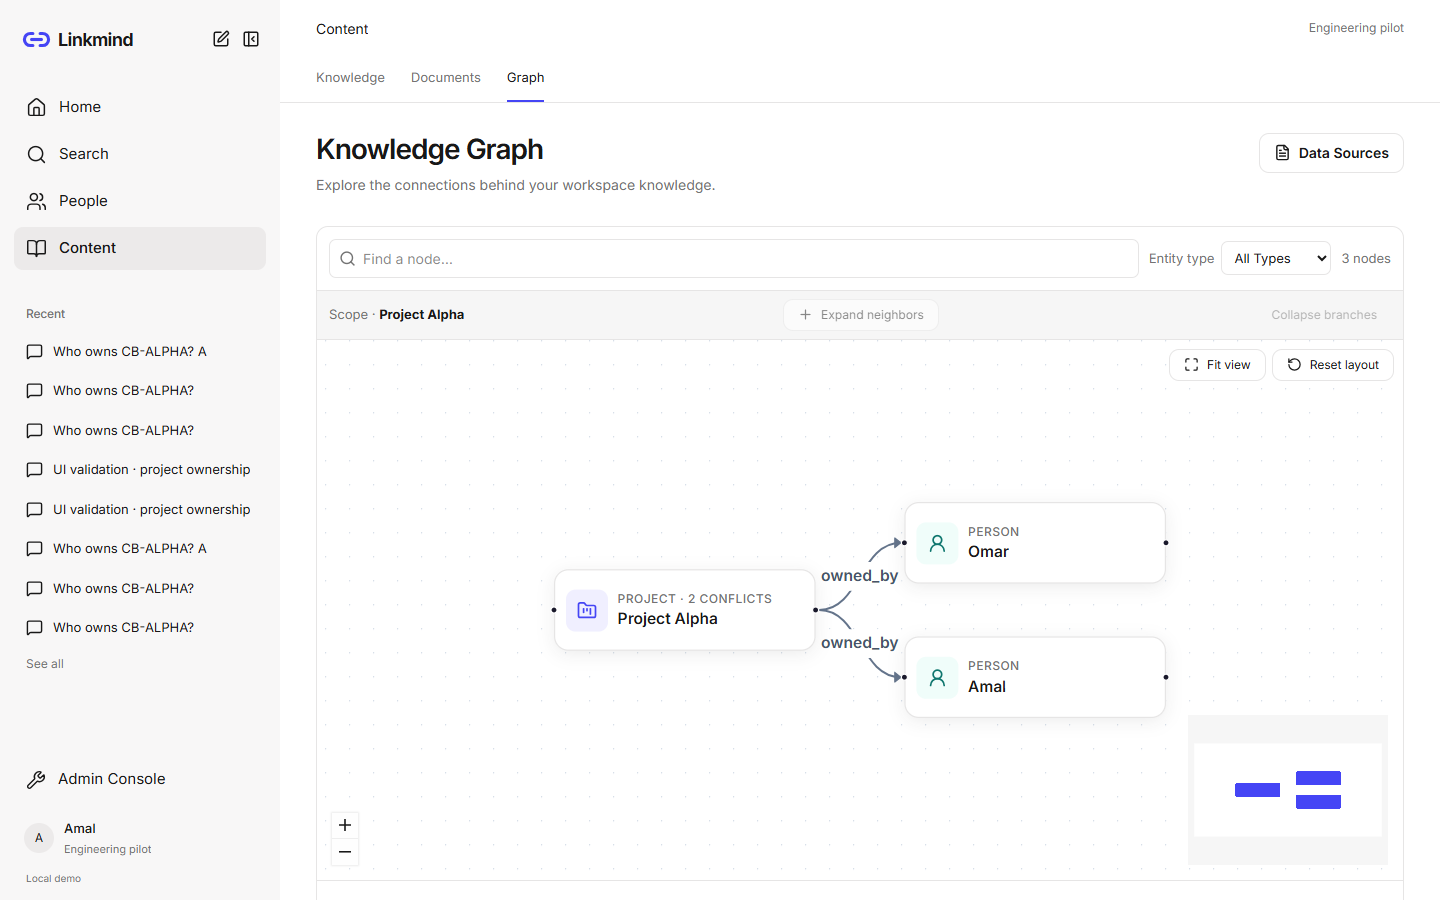 Linkmind
Home
Search
People
Content
Recent
Who owns CB-ALPHA? A
Who owns CB-ALPHA?
Who owns CB-ALPHA?
UI validation · project ownership
UI validation · project ownership
Who owns CB-ALPHA? A
Who owns CB-ALPHA?
Who owns CB-ALPHA?
See all
Admin Console
A
Amal
Engineering pilot
Local demo
Content
Engineering pilot
Knowledge
Documents
Graph
Knowledge Graph
Explore the connections behind your workspace knowledge.
Data Sources
Find a node...
Entity type
All Types
3 nodes
Scope · Project Alpha
Expand neighbors
Collapse branches
Fit view
Reset layout
PROJECT · 2 CONFLICTS
Project Alpha
owned_by
owned_by
PERSON
Omar
PERSON
Amal